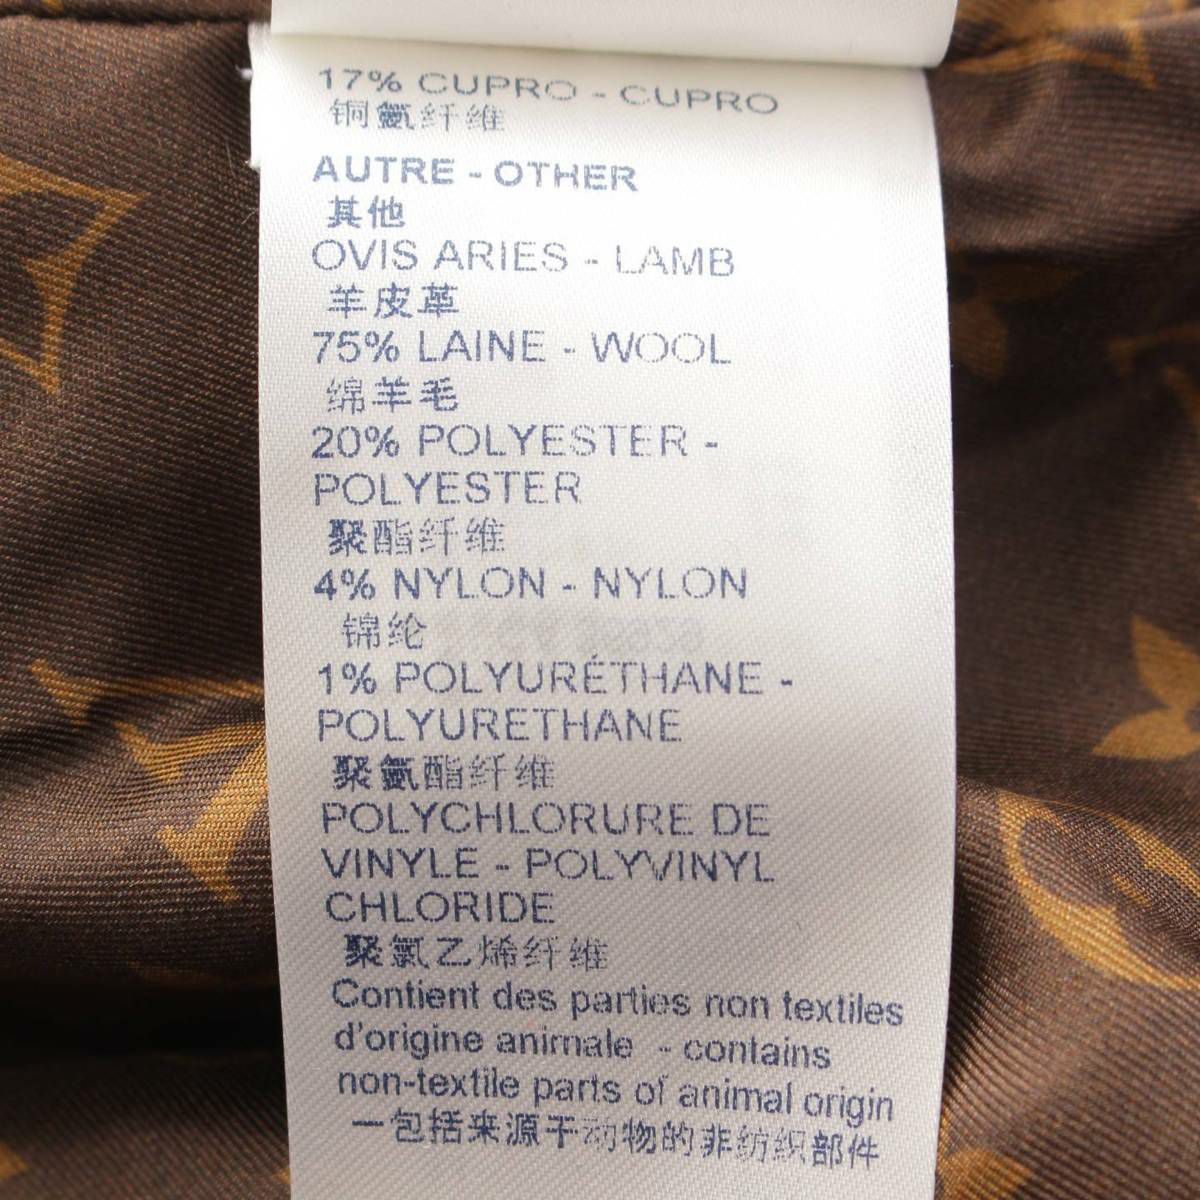 17% CUPRO - CUPRO
铜氨纤维
AUTRE - OTHER
其他
OVIS ARIES - LAMB
羊皮革
75% LAINE - WOOL
绵羊毛
20% POLYESTER -
POLYESTER
聚酯纤维
4% NYLON - NYLON
锦纶
1% POLYURÉTHANE -
POLYURETHANE
聚氨酯纤维
POLYCHLORURE DE
VINYLE - POLYVINYL
CHLORIDE
聚氯乙烯纤维
Contient des parties non textiles
d'origine animale - contains
non-textile parts of animal origin
一包括来源于动物的非纺织部件